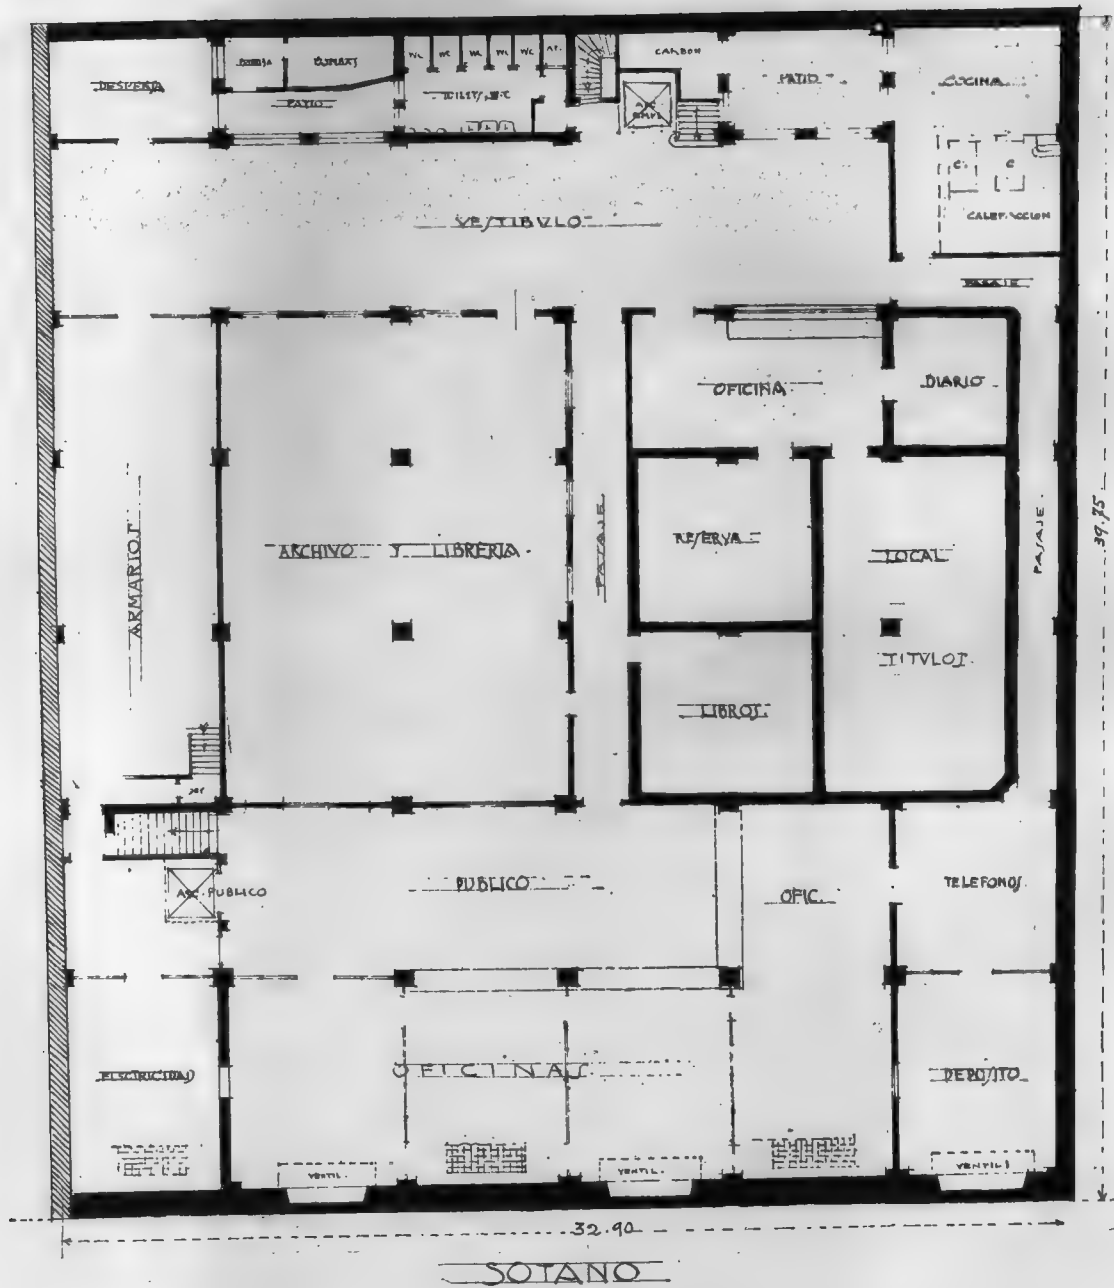 DESPENSA
PATIO
W.C.
W.C.
W.C.
W.C.
W.C.
TOILET, W.C
CARBON
PATIO
COCINA
C.
C
CALEFACCION
VESTIBULO
PASAJE
OFICINA
DIARIO
ARMARIOS
ARCHIVO Y LIBRERIA.
PASAJE
RESERVA
LOCAL
TITULOS.
PASAJE.
39.75
LIBROS.
ASC. PUBLICO
PUBLICO
OFIC.
TELEFONOS.
ELECTRICIDAD
OFICINAS.
DEPOSITO
VENTIL.
VENTIL.
VENTIL
32.90
SOTANO